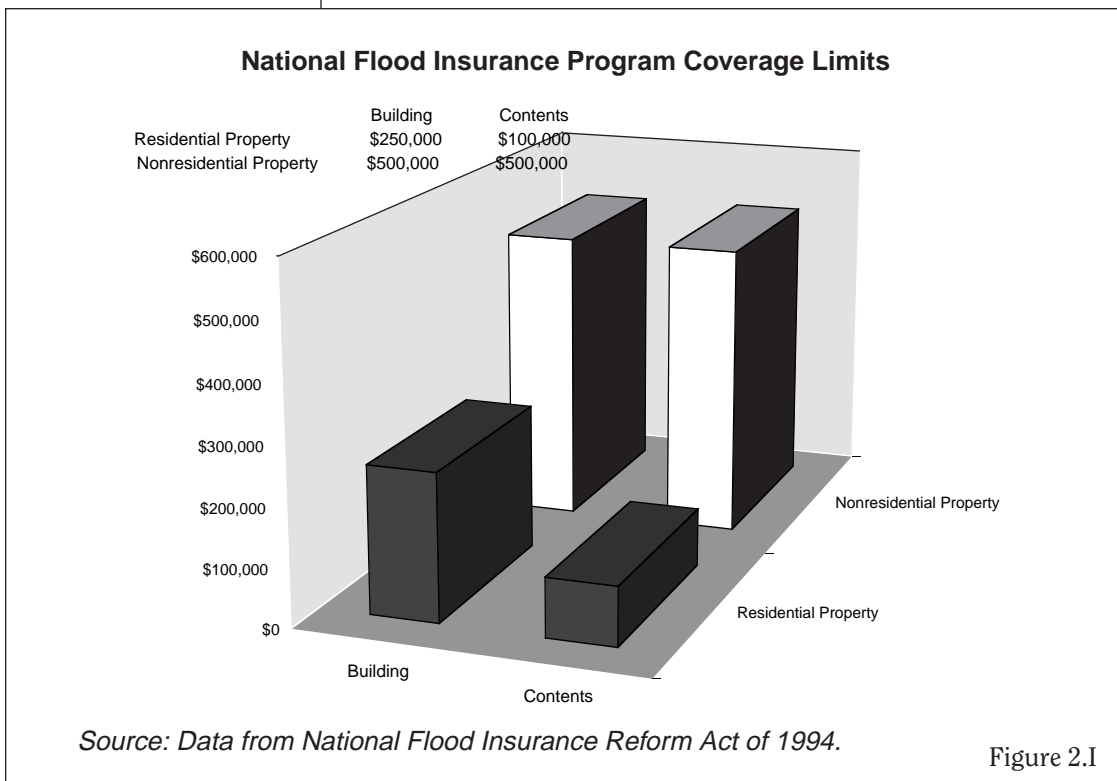 National Flood Insurance Program Coverage Limits
Building Contents
Residential Property $250,000 $100,000
Nonresidential Property $500,000 $500,000
$600,000
$500,000
$400,000
$300,000
$200,000
$100,000
$0
Nonresidential Property
Residential Property
Building
Contents
Source: Data from National Flood Insurance Reform Act of 1994.
Figure 2.I